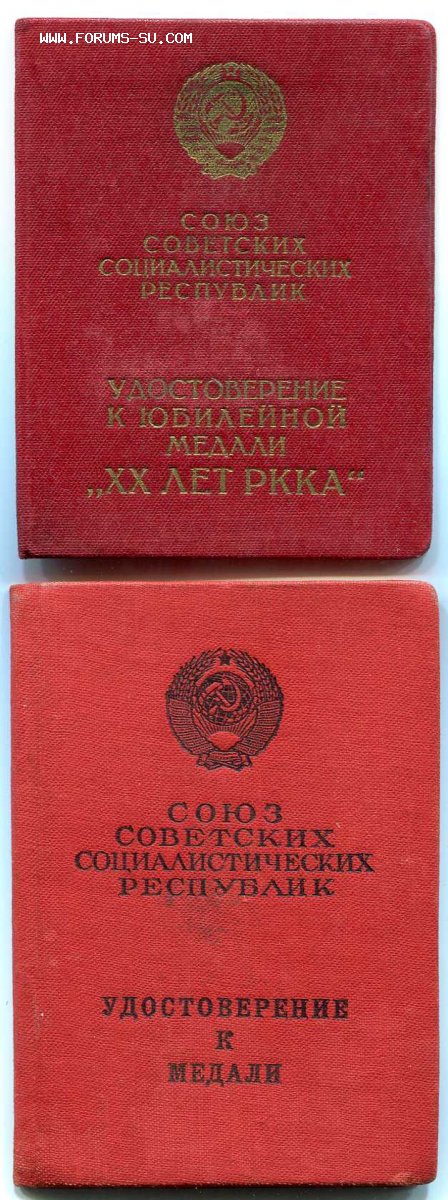 WWW.FORUMS-SU.COM
СОЮЗ
СОВЕТСКИХ
СОЦИАЛИСТИЧЕСКИХ
РЕСПУБЛИК
УДОСТОВЕРЕНИЕ
К ЮБИЛЕЙНОЙ
МЕДАЛИ
„XX ЛЕТ РККА“
СОЮЗ
СОВЕТСКИХ
СОЦИАЛИСТИЧЕСКИХ
РЕСПУБЛИК
УДОСТОВЕРЕНИЕ
К
МЕДАЛИ